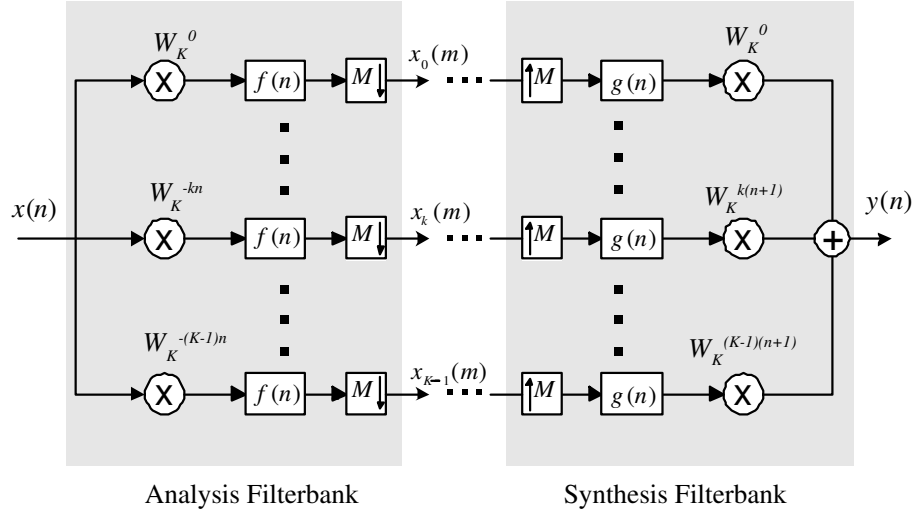 W_K^0 x_0(m) W_K^0
f(n) M M g(n)
x(n) W_K^{-kn} x_k(m) W_K^{k(n+1)} y(n)
f(n) M M g(n)
W_K^{-(K-1)n} x_{K-1}(m) W_K^{(K-1)(n+1)}
f(n) M M g(n)
Analysis Filterbank Synthesis Filterbank